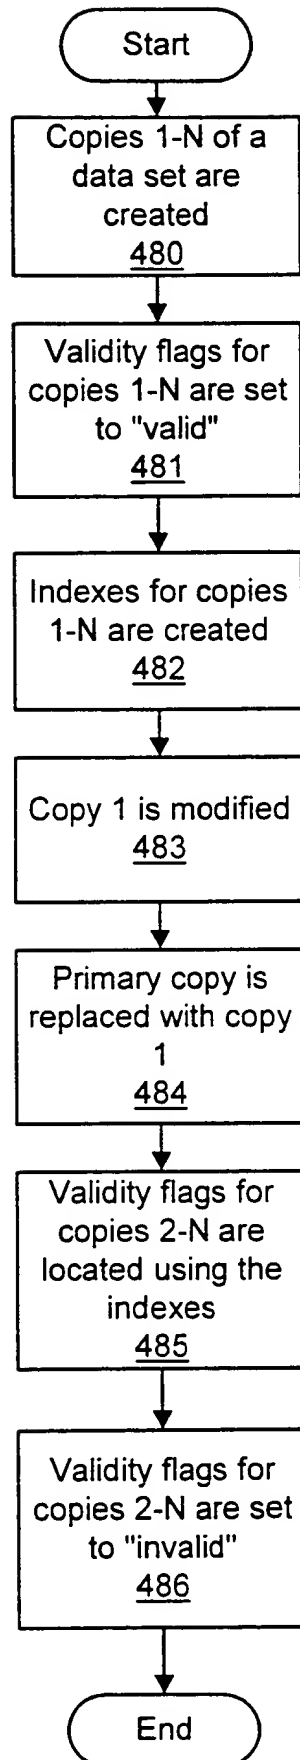 Start
Copies 1-N of a
data set are
created
480
Validity flags for
copies 1-N are set
to "valid"
481
Indexes for copies
1-N are created
482
Copy 1 is modified
483
Primary copy is
replaced with copy
1
484
Validity flags for
copies 2-N are
located using the
indexes
485
Validity flags for
copies 2-N are set
to "invalid"
486
End